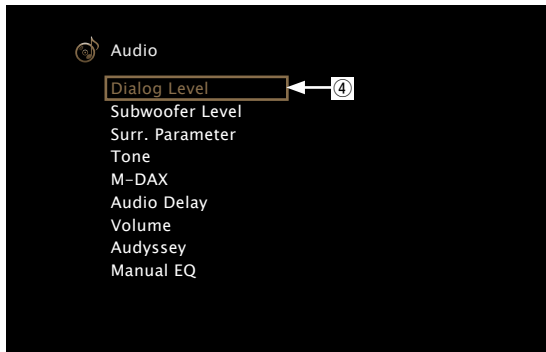 Audio
Dialog Level ④
Subwoofer Level
Surr. Parameter
Tone
M-DAX
Audio Delay
Volume
Audyssey
Manual EQ